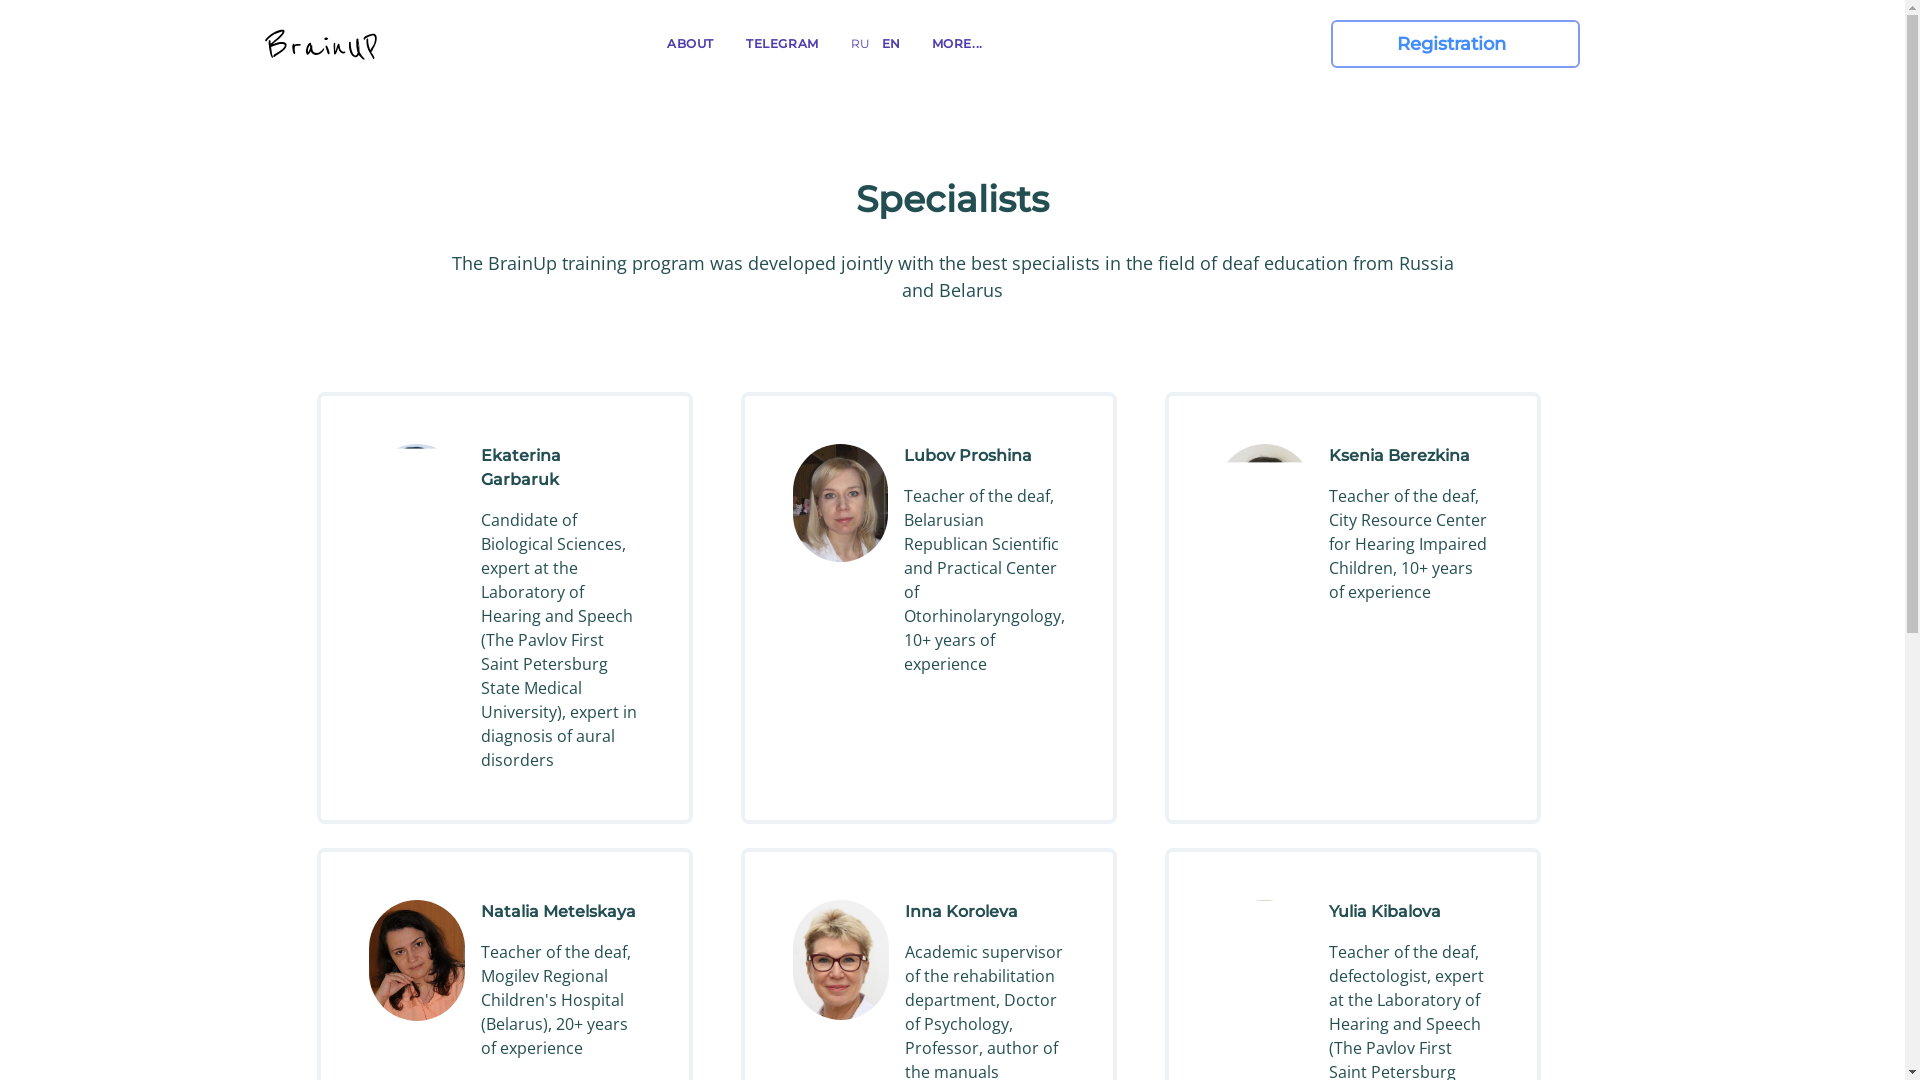 BrainUP
ABOUT
TELEGRAM
RU
EN
MORE...
Registration
Specialists
The BrainUp training program was developed jointly with the best specialists in the field of deaf education from Russia
and Belarus
Ekaterina
Garbaruk
Candidate of
Biological Sciences,
expert at the
Laboratory of
Hearing and Speech
(The Pavlov First
Saint Petersburg
State Medical
University), expert in
diagnosis of aural
disorders
Lubov Proshina
Teacher of the deaf,
Belarusian
Republican Scientific
and Practical Center
of
Otorhinolaryngology,
10+ years of
experience
Ksenia Berezkina
Teacher of the deaf,
City Resource Center
for Hearing Impaired
Children, 10+ years
of experience
Natalia Metelskaya
Teacher of the deaf,
Mogilev Regional
Children's Hospital
(Belarus), 20+ years
of experience
Inna Koroleva
Academic supervisor
of the rehabilitation
department, Doctor
of Psychology,
Professor, author of
the manuals
Yulia Kibalova
Teacher of the deaf,
defectologist, expert
at the Laboratory of
Hearing and Speech
(The Pavlov First
Saint Petersburg